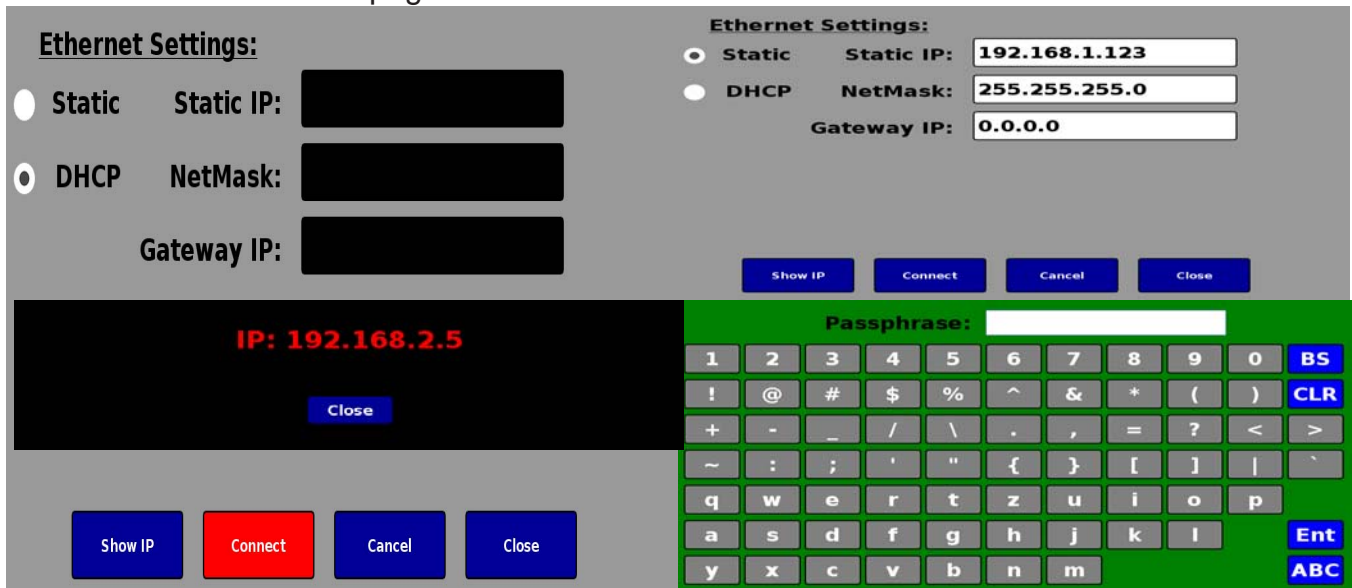 Ethernet Settings:
Static Static IP:
DHCP NetMask:
Gateway IP:
Ethernet Settings:
Static Static IP: 192.168.1.123
DHCP NetMask: 255.255.255.0
Gateway IP: 0.0.0.0
Show IP Connect Cancel Close
IP: 192.168.2.5
Close
Show IP Connect Cancel Close
Passphrase:
1 2 3 4 5 6 7 8 9 0 BS
! @ # $ % ^ & * ( ) CLR
+ - _ / \ . , = ? < >
~ : ; ' " { } [ ] | `
q w e r t z u i o p
a s d f g h j k l Ent
y x c v b n m ABC